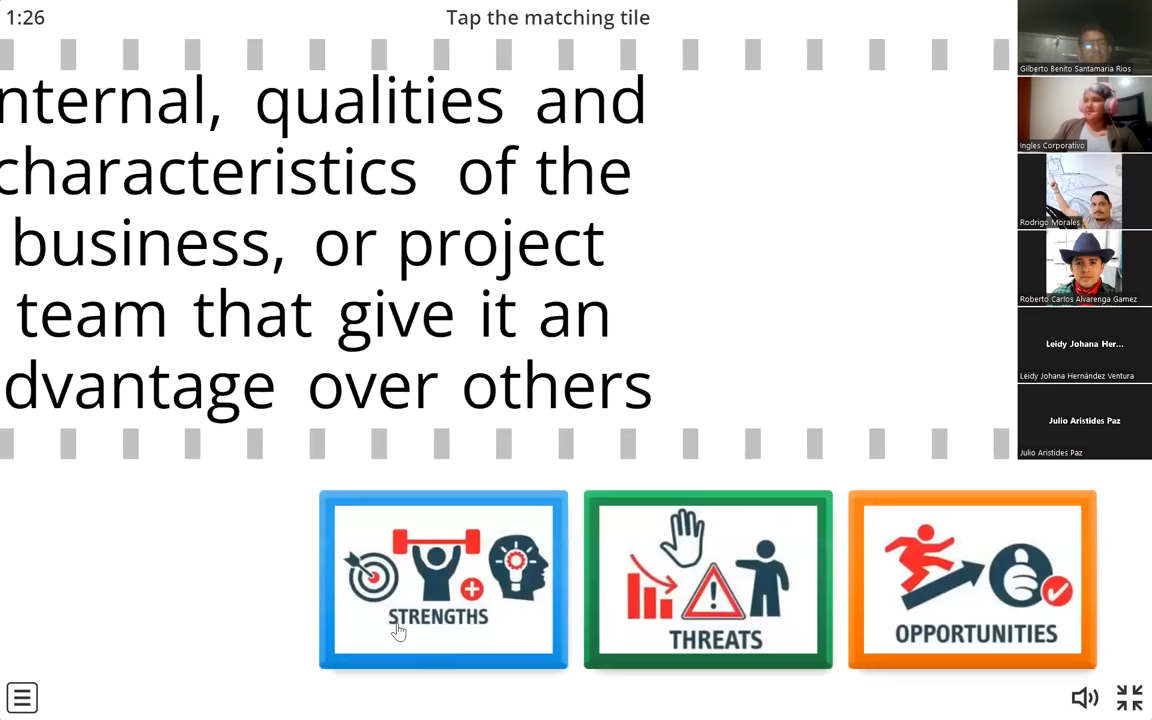 1:26
Tap the matching tile
nternal, qualities and
characteristics of the
business, or project
team that give it an
dvantage over others
STRENGTHS
THREATS
OPPORTUNITIES
Gilberto Benito Santamaria Rios
Ingles Corporativo
Rodrigo Morales
Roberto Carlos Alvarenga Gamez
Leidy Johana Her...
Leidy Johana Hernández Ventura
Julio Aristides Paz
Julio Aristides Paz